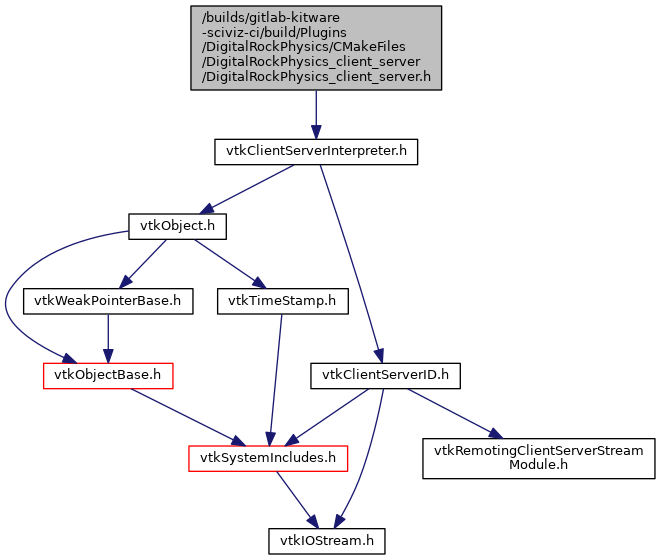 /builds/gitlab-kitware
-sciviz-ci/build/Plugins
/DigitalRockPhysics/CMakeFiles
/DigitalRockPhysics_client_server
/DigitalRockPhysics_client_server.h
vtkClientServerInterpreter.h
vtkObject.h
vtkWeakPointerBase.h
vtkTimeStamp.h
vtkObjectBase.h
vtkClientServerID.h
vtkSystemIncludes.h
vtkRemotingClientServerStream
Module.h
vtkIOStream.h